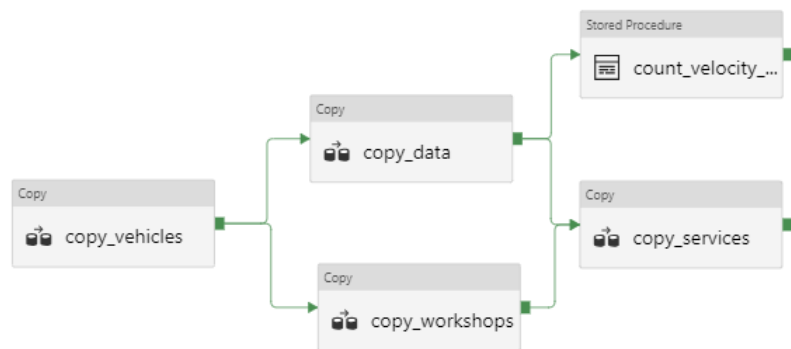 Stored Procedure
count_velocity_...
Copy
copy_data
Copy
copy_vehicles
Copy
copy_services
Copy
copy_workshops